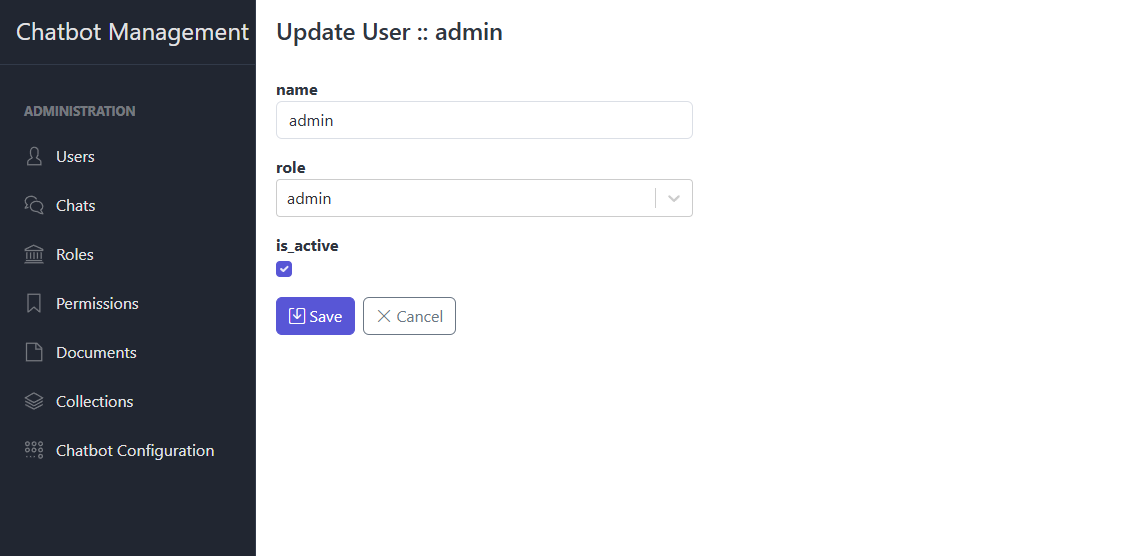 Chatbot Management
ADMINISTRATION
Users
Chats
Roles
Permissions
Documents
Collections
Chatbot Configuration
Update User :: admin
name
admin
role
admin
is_active
Save
Cancel